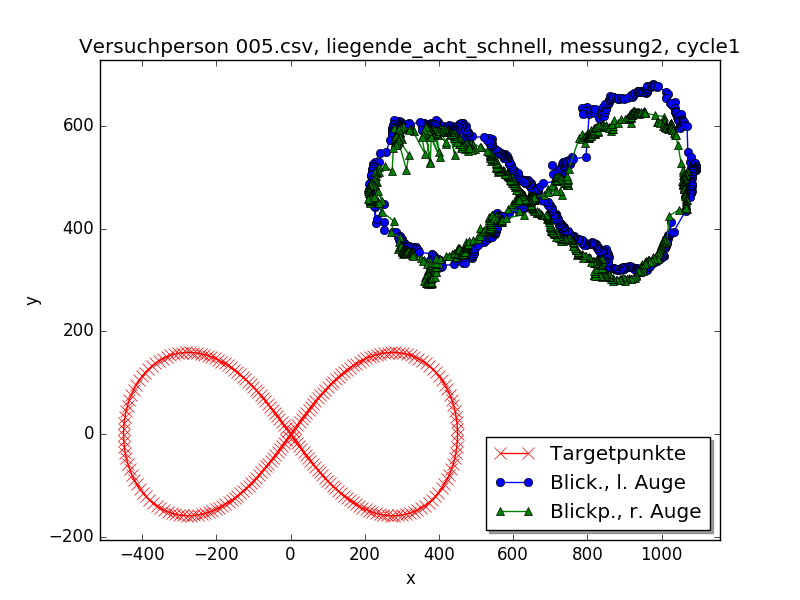 Versuchperson 005.csv, liegende_acht_schnell, messung2, cycle1
600
400
200
0
−200
y
−400 −200 0 200 400 600 800 1000
x
Targetpunkte
Blick., l. Auge
Blickp., r. Auge